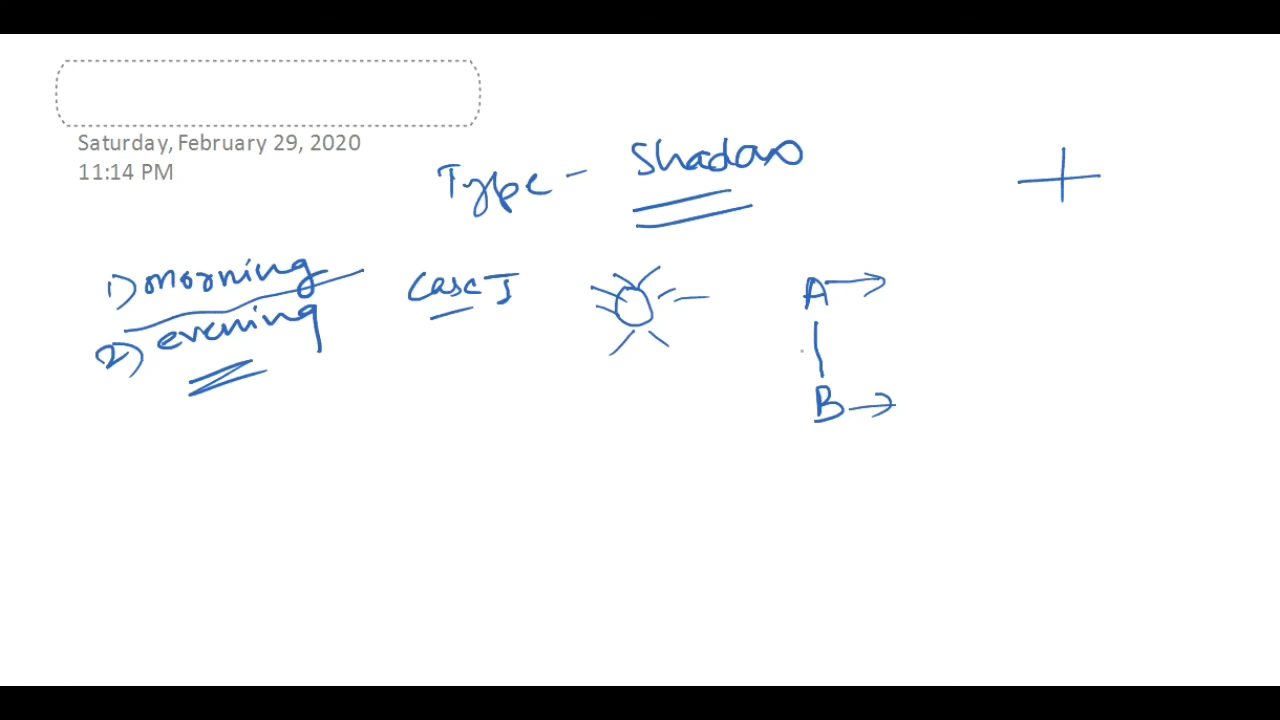 Saturday, February 29, 2020
11:14 PM
Type - Shadow
1) morning
Case I
2) evening
A
B